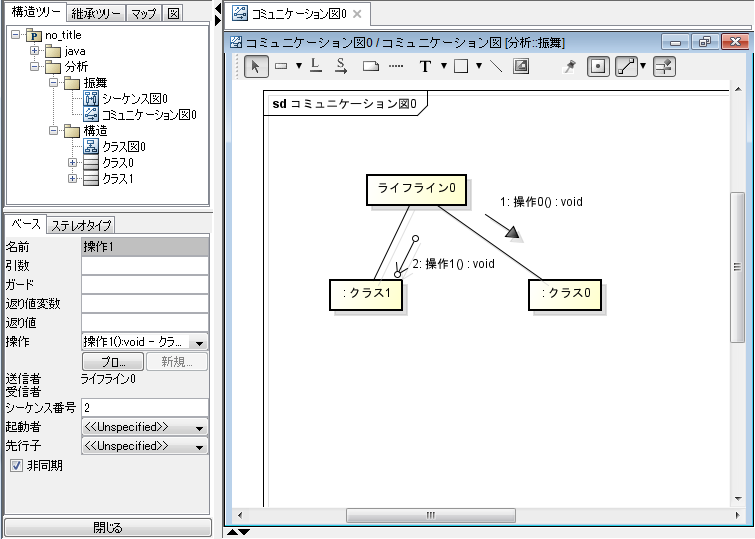 構造ツリー 継承ツリー マップ 図
no_title
java
分析
振舞
シーケンス図0
コミュニケーション図0
構造
クラス図0
クラス0
クラス1
ベース ステレオタイプ
名前 操作1
引数
ガード
返り値変数
返り値
操作 操作1():void - クラ...
プロ... 新規...
送信者 ライフライン0
受信者
シーケンス番号 2
起動者 <<Unspecified>>
先行子 <<Unspecified>>
非同期
閉じる
コミュニケーション図0
コミュニケーション図0 / コミュニケーション図 [分析::振舞]
L S T
sd コミュニケーション図0
ライフライン0
1: 操作0() : void
2: 操作1() : void
: クラス1
: クラス0